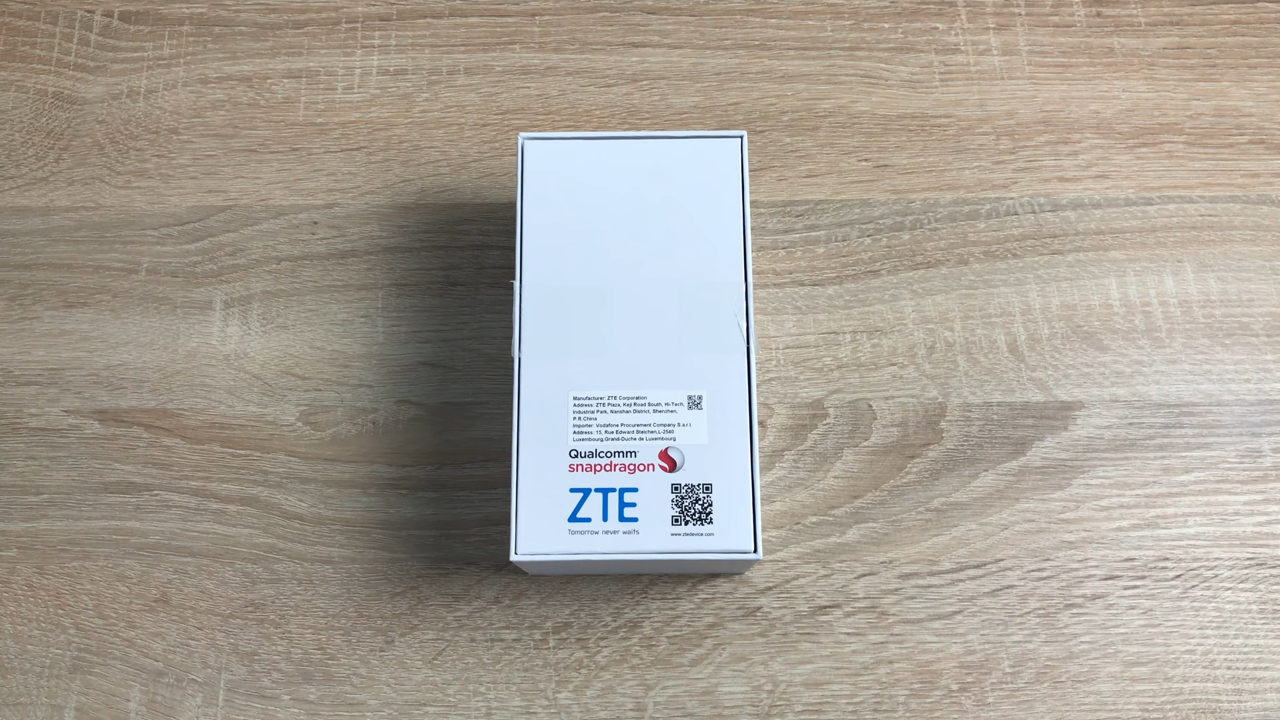 Manufacturer: ZTE Corporation
Address: ZTE Plaza, Keji Road South, Hi-Tech,
Industrial Park, Nanshan District, Shenzhen,
P.R.China
Importer: Vodafone Procurement Company S.a r.l.
Address: 15, Rue Edward Steichen,L-2540
Luxembourg,Grand-Duche de Luxembourg
Qualcomm
snapdragon
ZTE
Tomorrow never waits
www.ztedevice.com